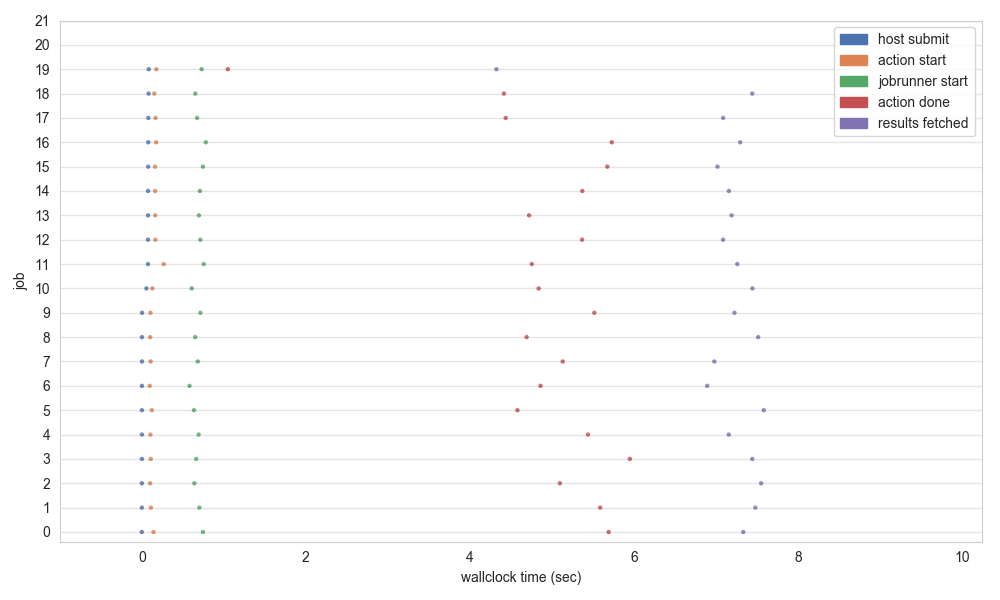 21
20
19
18
17
16
15
14
13
12
11
10
9
8
7
6
5
4
3
2
1
0
job
host submit
action start
jobrunner start
action done
results fetched
0 2 4 6 8 10
wallclock time (sec)